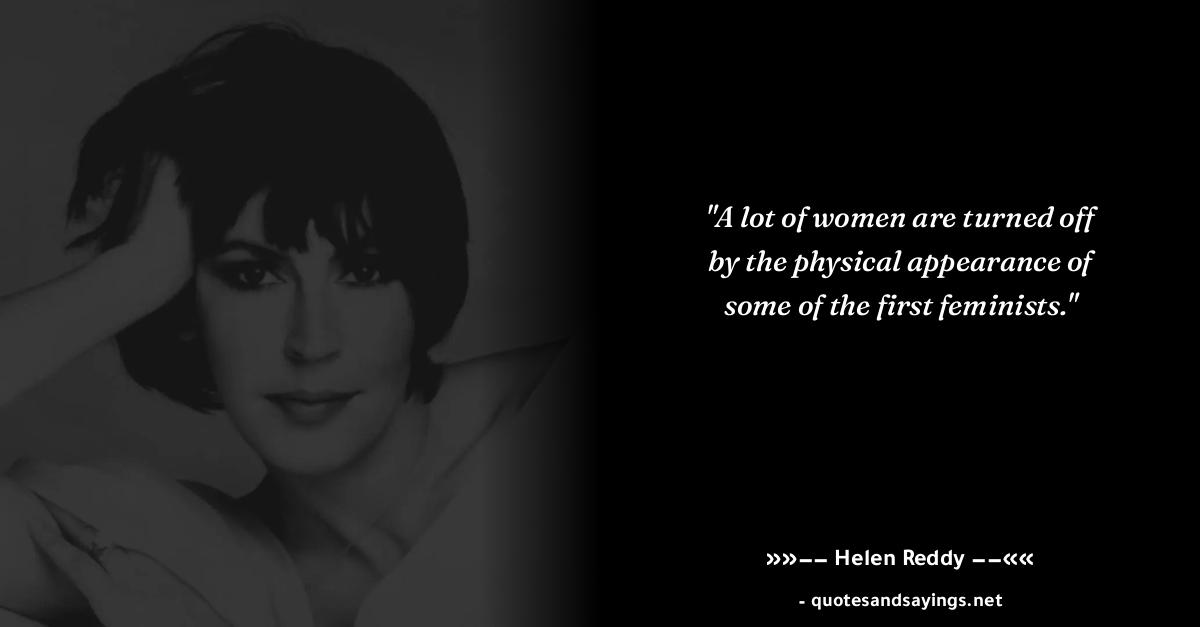 "A lot of women are turned off
by the physical appearance of
some of the first feminists."
»»–– Helen Reddy ––««
- quotesandsayings.net